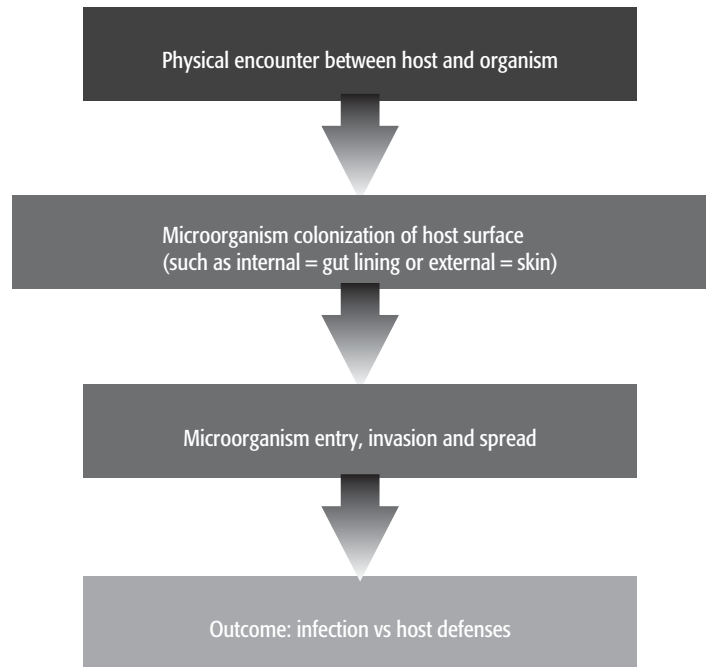 Physical encounter between host and organism
Microorganism colonization of host surface
(such as internal = gut lining or external = skin)
Microorganism entry, invasion and spread
Outcome: infection vs host defenses